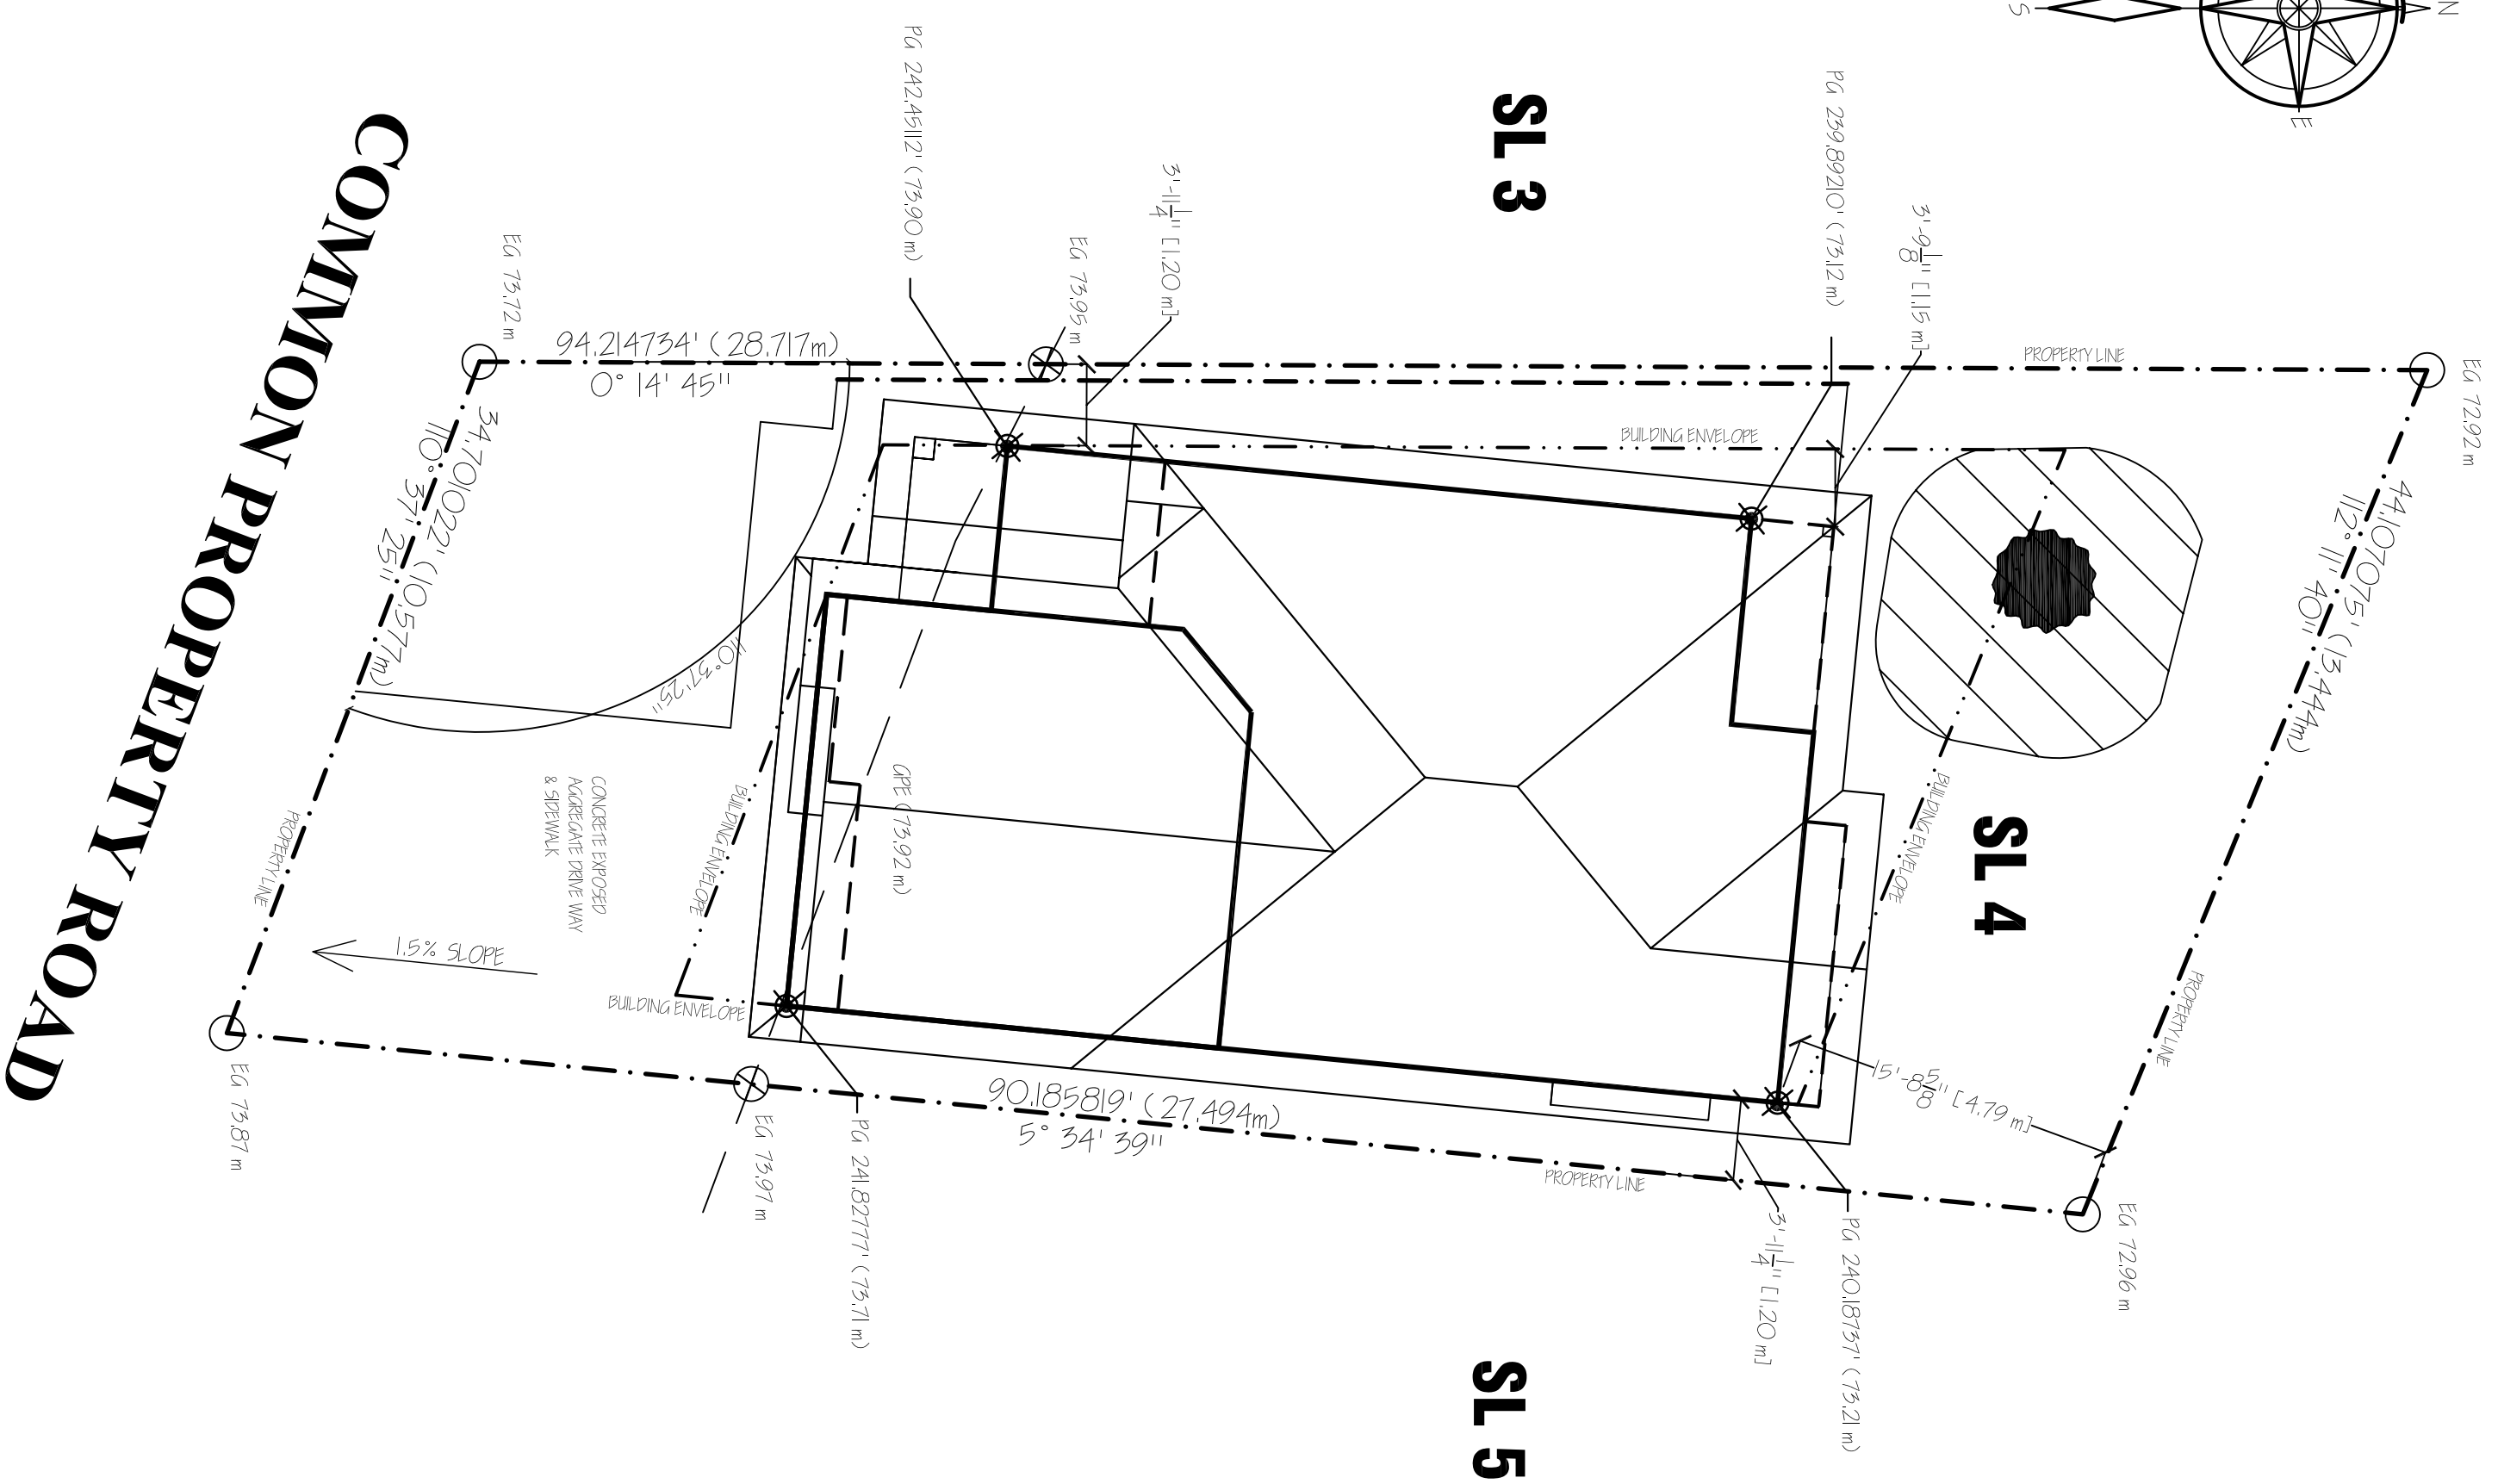 S
N
E
SL 3
SL 4
SL 5
COMMON PROPERTY ROAD
PG 242.45112' (73.90 m)
3'-11 1/4" [1.20 m]
EG 73.95 m
EG 73.72 m
PG 239.89210' (73.12 m)
3'-9 1/8" [1.15 m]
EG 72.92 m
94.214734' (28.717m)
0° 14' 45"
PROPERTY LINE
BUILDING ENVELOPE
34.701022' (10.577m)
110° 37' 25"
110°37'25"
44.107075' (13.444m)
112° 11' 40"
PROPERTY LINE
BUILDING ENVELOPE
GPE (73.92 m)
CONCRETE EXPOSED
AGGREGATE DRIVE WAY
& SIDEWALK
BUILDING ENVELOPE
PROPERTY LINE
1.5% SLOPE
BUILDING ENVELOPE
EG 73.87 m
EG 73.97 m
PG 241.82777' (73.71 m)
90.185819' (27.494m)
5° 34' 39"
PROPERTY LINE
15'-8 5/8" [4.79 m]
3'-11 1/4" [1.20 m]
PG 240.18737' (73.21 m)
EG 72.96 m